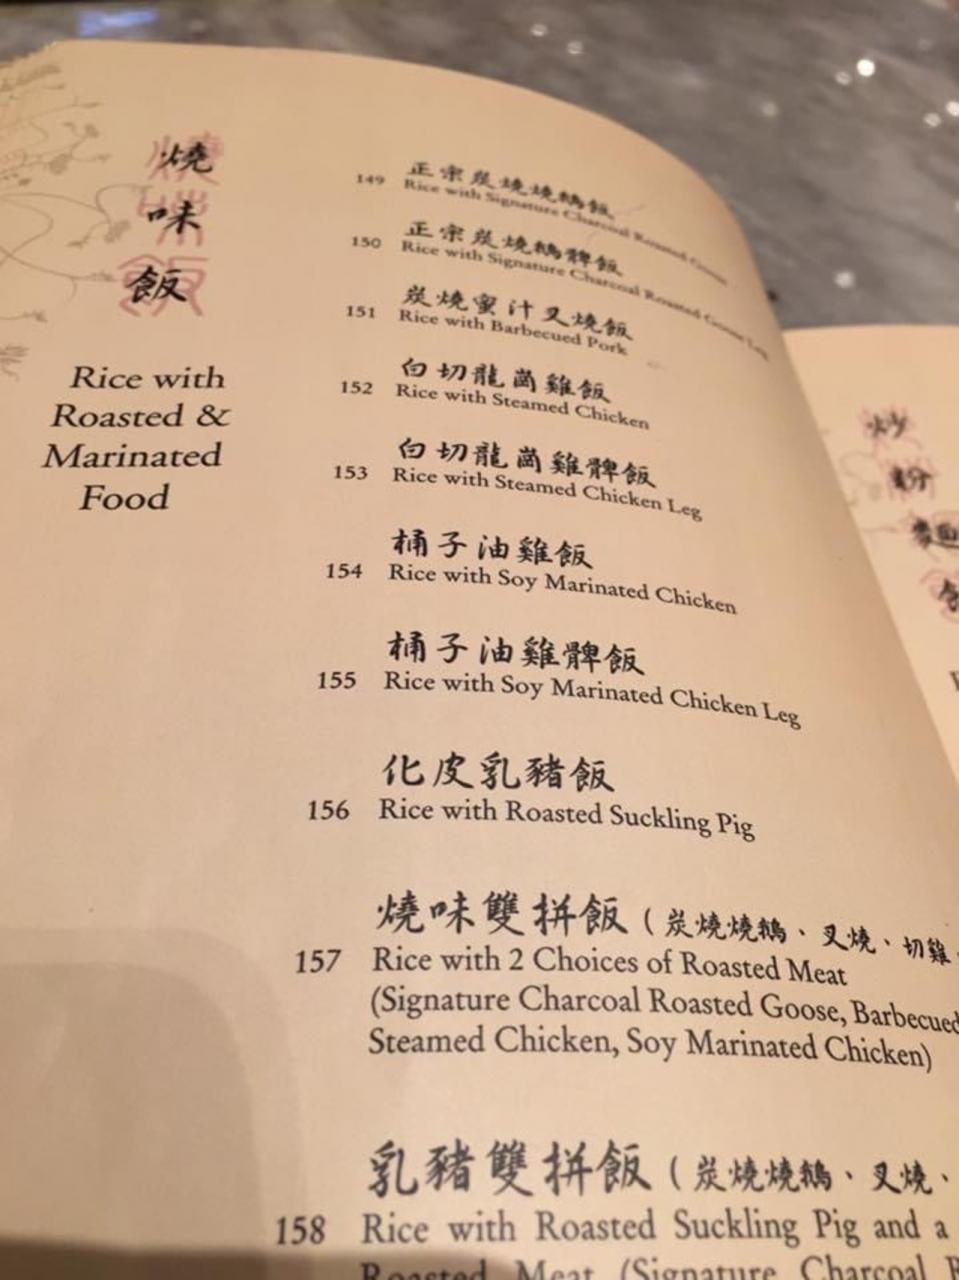 燒味飯
Rice with
Roasted &
Marinated
Food
正宗炭燒燒鵝飯
149 Rice with Signature Charcoal Roasted Goose
正宗炭燒鵝髀飯
150 Rice with Signature Charcoal Roasted Goose Leg
炭燒蜜汁叉燒飯
151 Rice with Barbecued Pork
白切龍崗雞飯
152 Rice with Steamed Chicken
白切龍崗雞髀飯
153 Rice with Steamed Chicken Leg
桶子油雞飯
154 Rice with Soy Marinated Chicken
桶子油雞髀飯
155 Rice with Soy Marinated Chicken Leg
化皮乳豬飯
156 Rice with Roasted Suckling Pig
燒味雙拼飯（炭燒燒鵝、叉燒、切雞、
157 Rice with 2 Choices of Roasted Meat
(Signature Charcoal Roasted Goose, Barbecued
Steamed Chicken, Soy Marinated Chicken)
乳豬雙拼飯（炭燒燒鵝、叉燒、
158 Rice with Roasted Suckling Pig and a
Roasted Meat (Signature Charcoal
炒粉麵